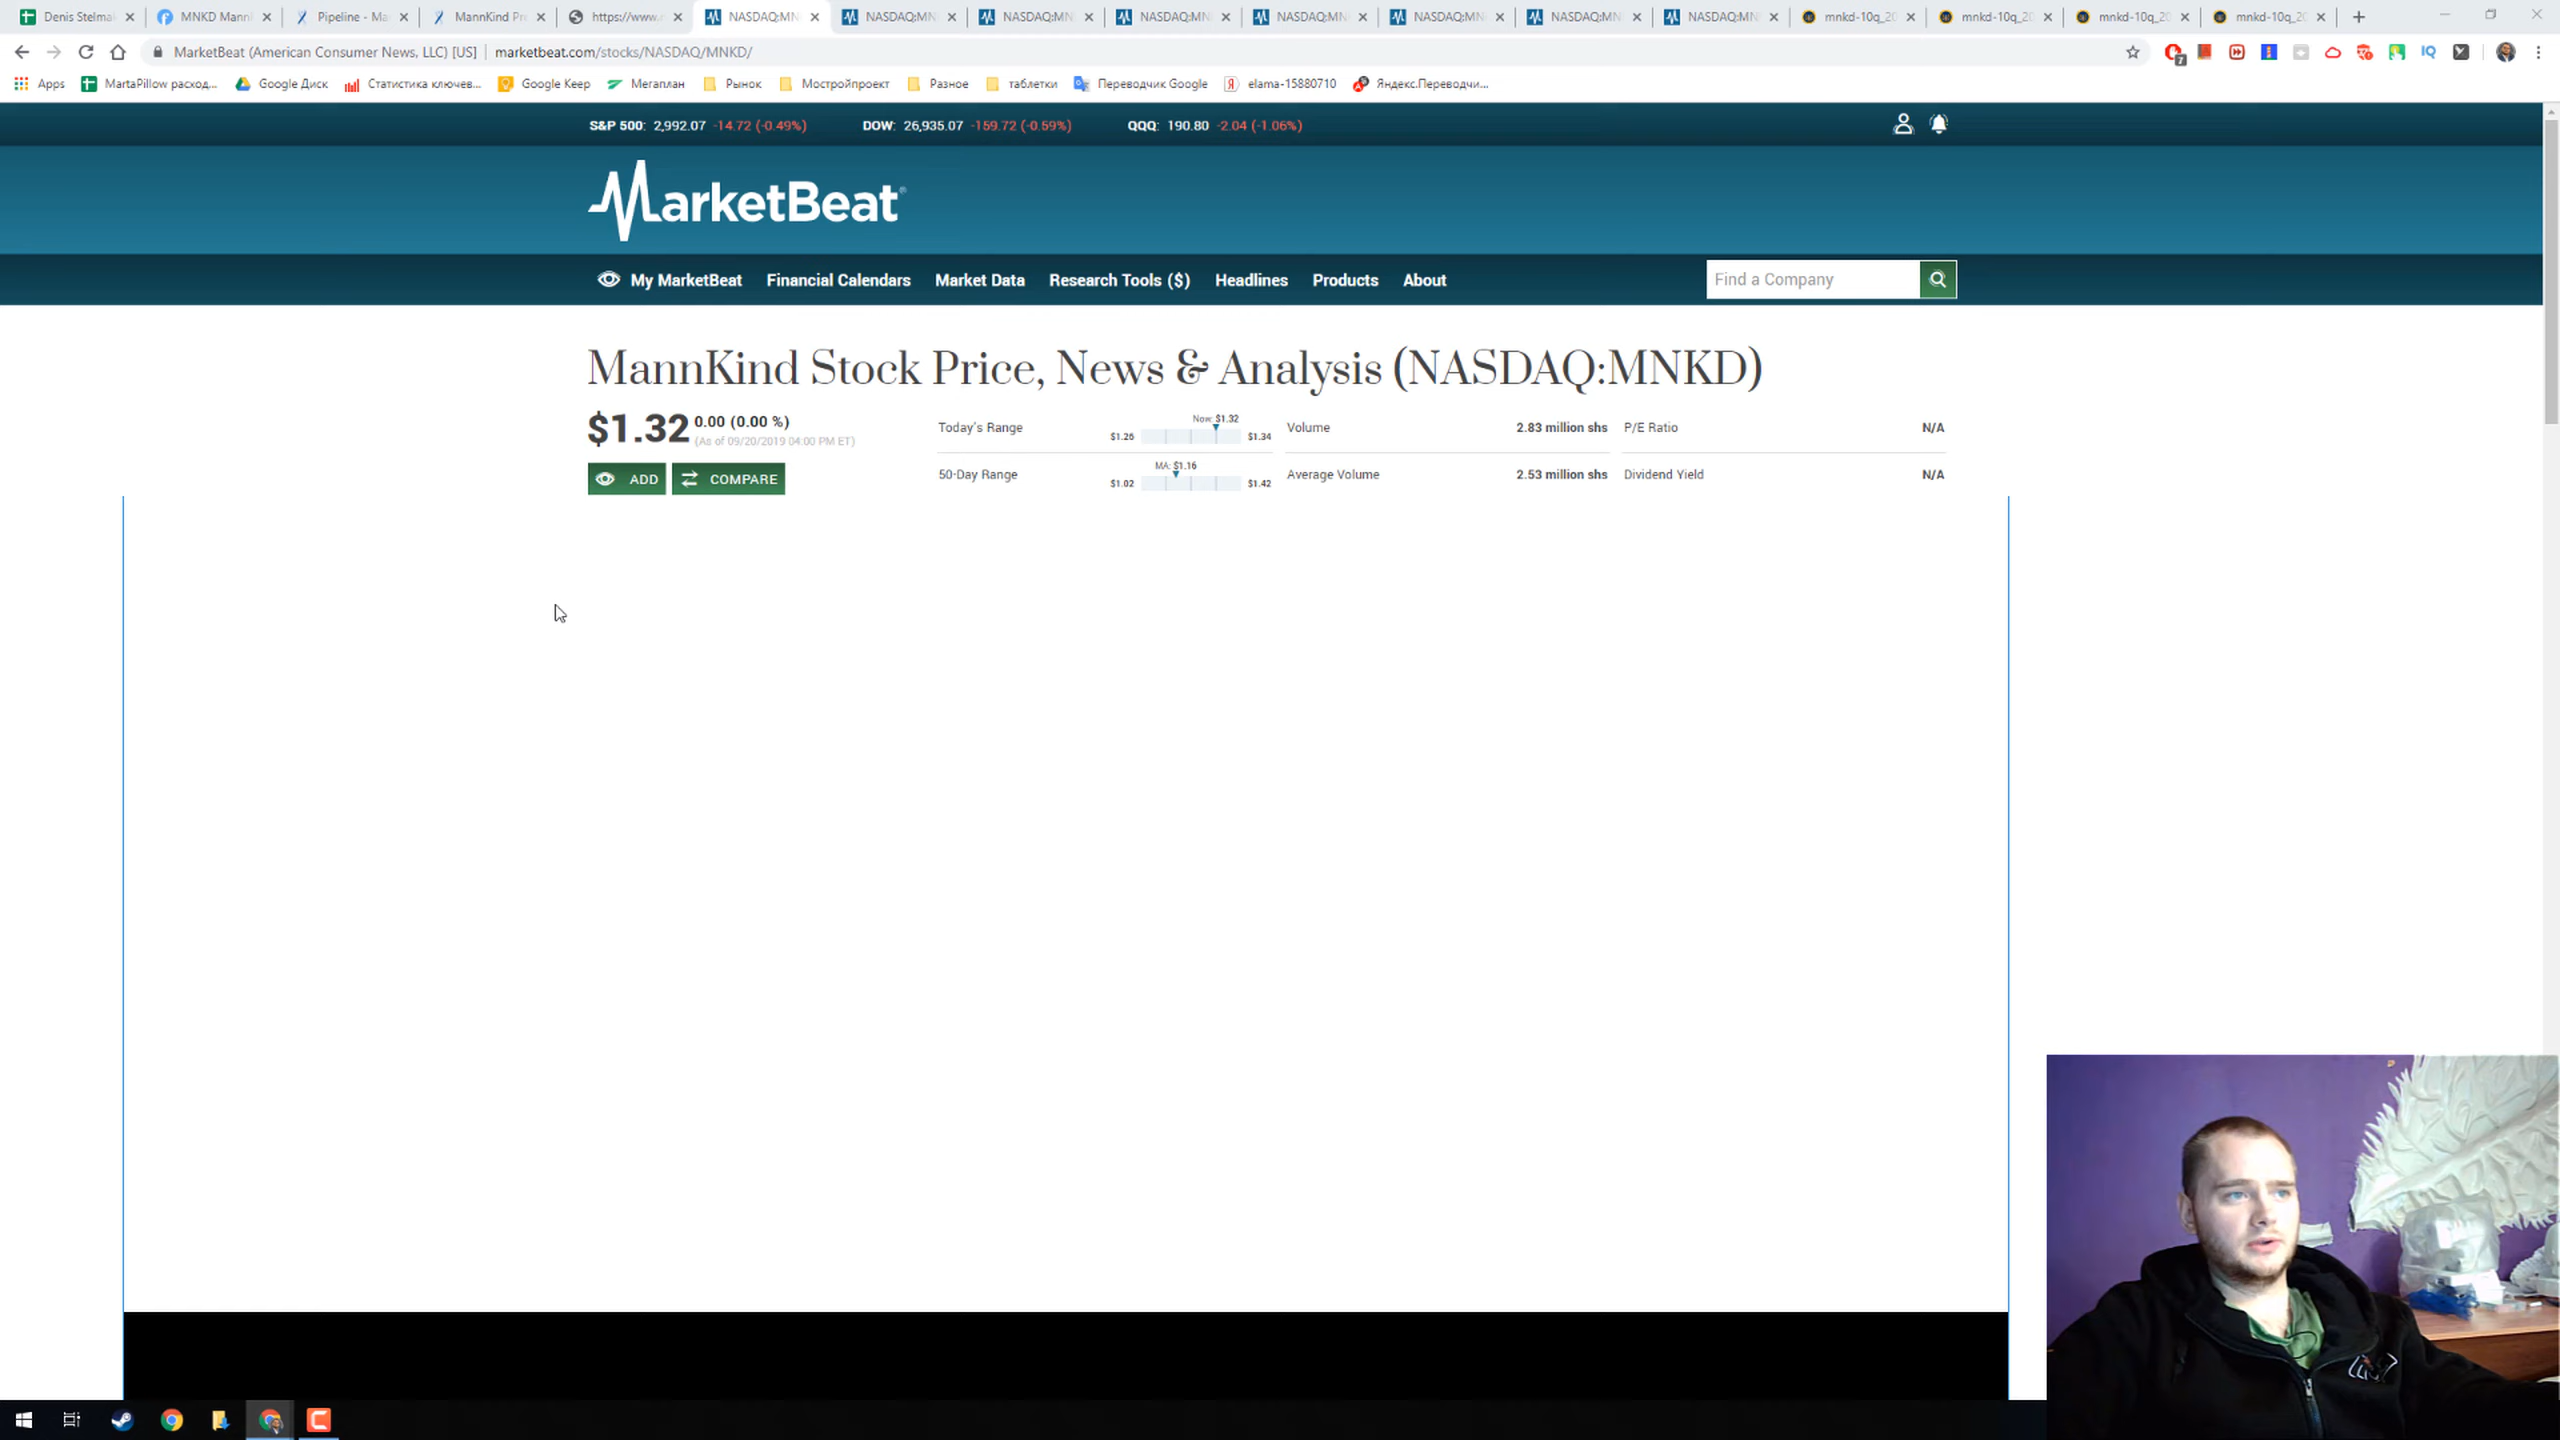 Denis Stelmak
MNKD Mann
Pipeline - Ma
MannKind Pr
https://www.
NASDAQ:MN
NASDAQ:MN
NASDAQ:MN
NASDAQ:MN
NASDAQ:MN
NASDAQ:MN
NASDAQ:MN
NASDAQ:MN
mnkd-10q_20
mnkd-10q_20
mnkd-10q_20
mnkd-10q_20
MarketBeat (American Consumer News, LLC) [US] | marketbeat.com/stocks/NASDAQ/MNKD/
7
IQ
Apps
MartaPillow расход...
Google Диск
Статистика ключев...
Google Keep
Мегаплан
Рынок
Мостройпроект
Разное
таблетки
Переводчик Google
elama-15880710
Яндекс.Переводчи...
S&P 500: 2,992.07 -14.72 (-0.49%)
DOW: 26,935.07 -159.72 (-0.59%)
QQQ: 190.80 -2.04 (-1.06%)
MarketBeat
My MarketBeat
Financial Calendars
Market Data
Research Tools ($)
Headlines
Products
About
Find a Company
MannKind Stock Price, News & Analysis (NASDAQ:MNKD)
$1.32 0.00 (0.00 %)
(As of 09/20/2019 04:00 PM ET)
ADD
COMPARE
Today's Range
Now: $1.32
$1.26
$1.34
50-Day Range
MA: $1.16
$1.02
$1.42
Volume
2.83 million shs
Average Volume
2.53 million shs
P/E Ratio
N/A
Dividend Yield
N/A